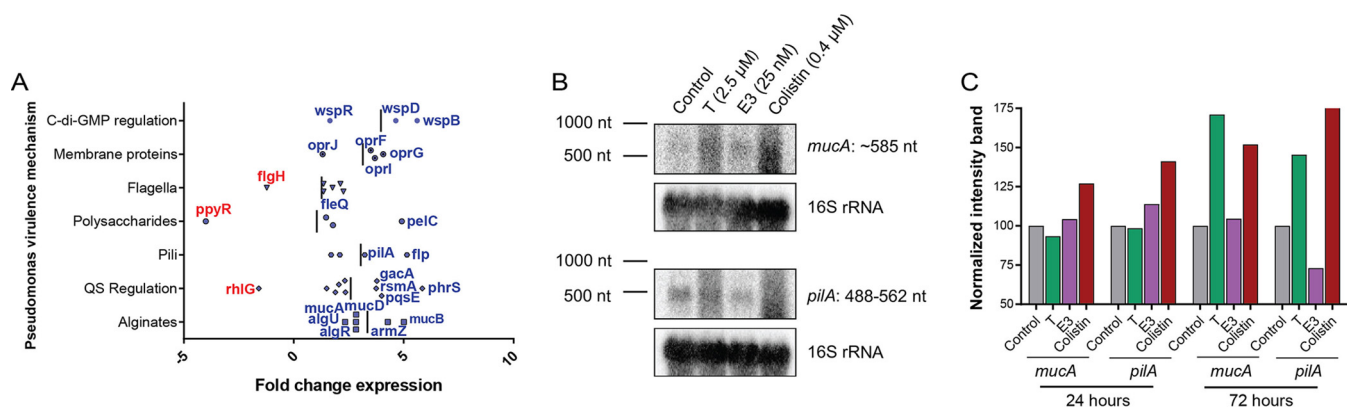 A
Pseudomonas virulence mechanism
C-di-GMP regulation
wspR
wspD
wspB
Membrane proteins
oprJ
oprF
oprG
oprI
Flagella
flgH
fleQ
Polysaccharides
ppyR
pelC
Pili
pilA
flp
QS Regulation
rhlG
gacA
rsmA
phrS
pqsE
Alginates
mucA
mucD
algU
mucB
algR
armZ
-5
0
5
10
Fold change expression
B
Control
T (2.5 µM)
E3 (25 nM)
Colistin (0.4 µM)
1000 nt
500 nt
mucA: ~585 nt
16S rRNA
1000 nt
500 nt
pilA: 488-562 nt
16S rRNA
C
Normalized intensity band
175
150
125
100
75
50
Control T E3 Colistin Control T E3 Colistin Control T E3 Colistin Control T E3 Colistin
mucA pilA mucA pilA
24 hours 72 hours